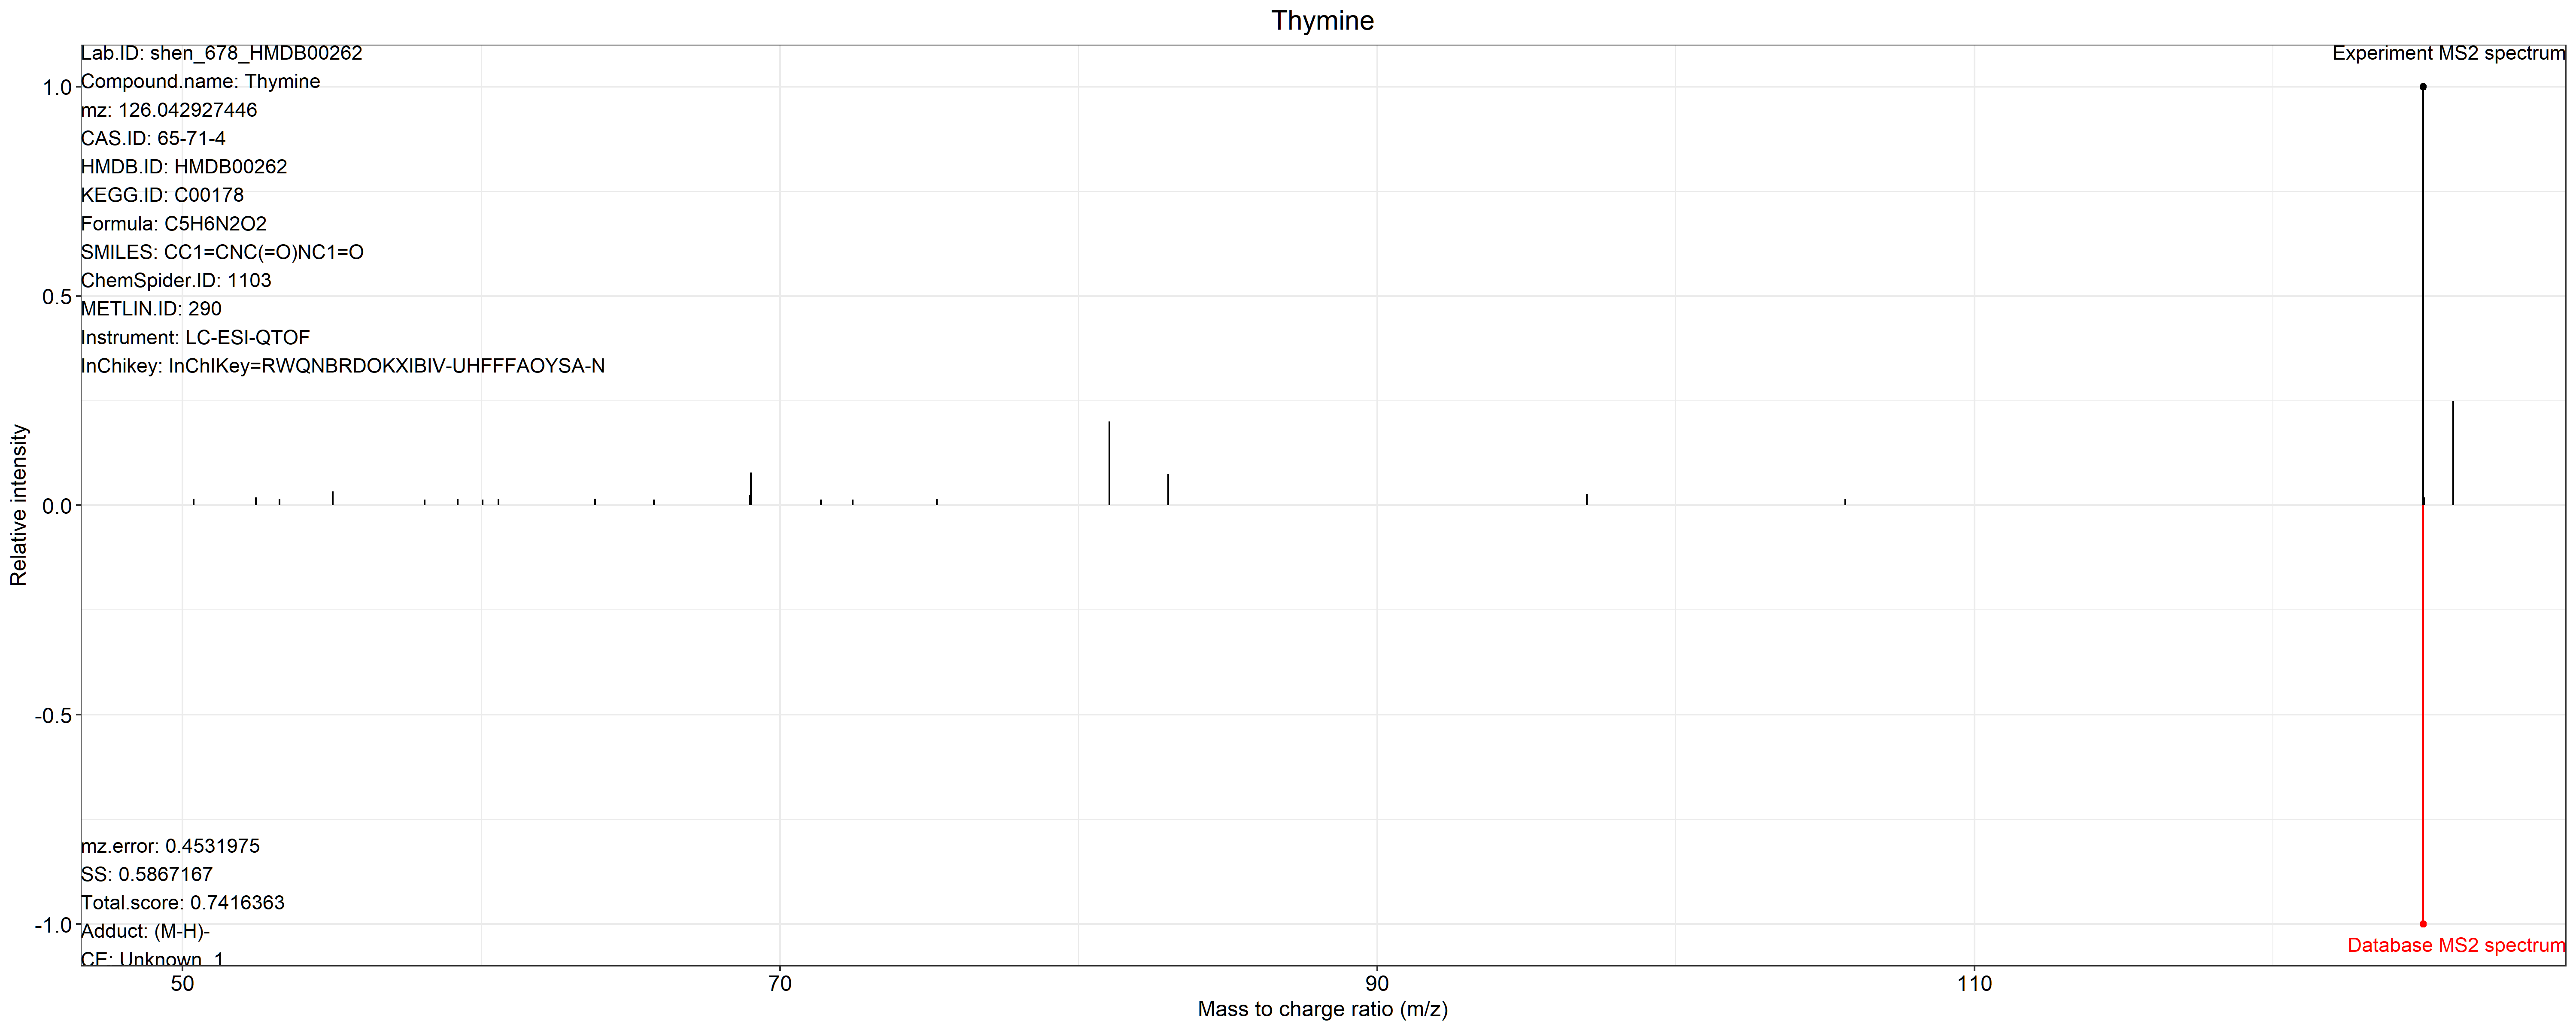 Thymine
Lab.ID: shen_678_HMDB00262
Experiment MS2 spectrum
Compound.name: Thymine
mz: 126.042927446
CAS.ID: 65-71-4
HMDB.ID: HMDB00262
KEGG.ID: C00178
Formula: C5H6N2O2
SMILES: CC1=CNC(=O)NC1=O
ChemSpider.ID: 1103
METLIN.ID: 290
Instrument: LC-ESI-QTOF
InChikey: InChIKey=RWQNBRDOKXIBIV-UHFFFAOYSA-N
1.0
0.5
0.0
-0.5
-1.0
Relative intensity
mz.error: 0.4531975
SS: 0.5867167
Total.score: 0.7416363
Adduct: (M-H)-
CE: Unknown_1
Database MS2 spectrum
50 70 90 110
Mass to charge ratio (m/z)